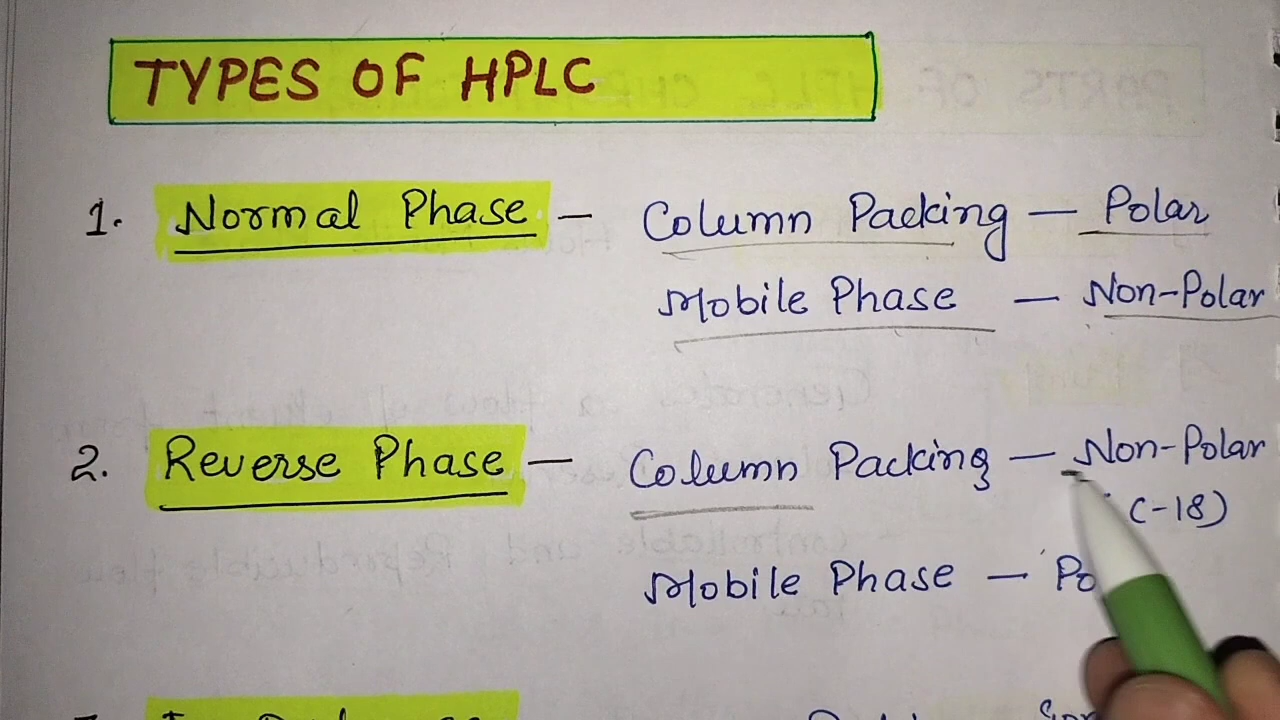 TYPES OF HPLC
1. Normal Phase — Column Packing — Polar
Mobile Phase — Non-Polar
2. Reverse Phase — Column Packing — Non-Polar
C-18)
Mobile Phase — Po